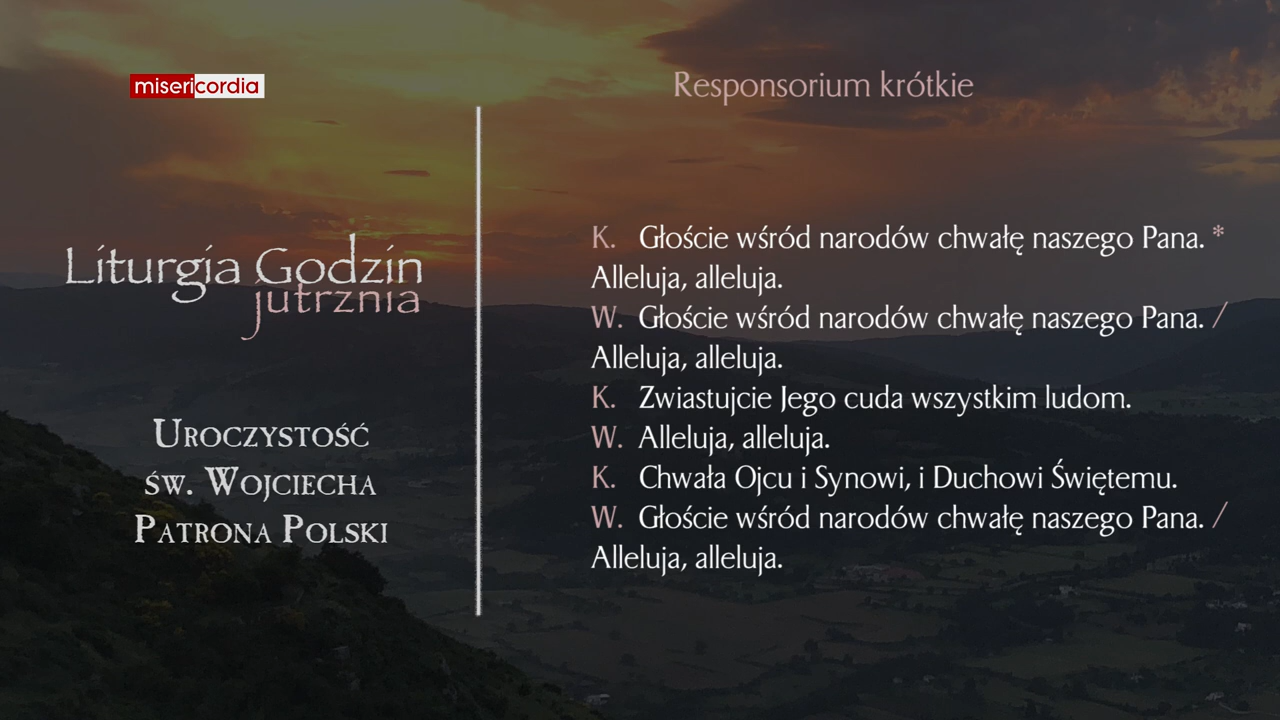 misericordia
Liturgia Godzin
jutrznia
Uroczystość
św. Wojciecha
Patrona Polski
Responsorium krótkie
K. Głoście wśród narodów chwałę naszego Pana. *
Alleluja, alleluja.
W. Głoście wśród narodów chwałę naszego Pana. /
Alleluja, alleluja.
K. Zwiastujcie Jego cuda wszystkim ludom.
W. Alleluja, alleluja.
K. Chwała Ojcu i Synowi, i Duchowi Świętemu.
W. Głoście wśród narodów chwałę naszego Pana. /
Alleluja, alleluja.